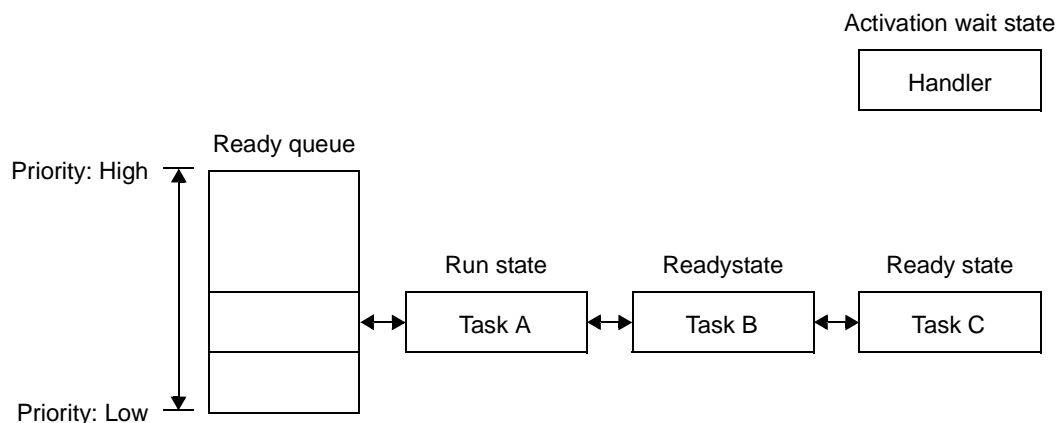 Activation wait state
Handler
Ready queue
Priority: High
Run state
Readystate
Ready state
Task A
Task B
Task C
Priority: Low